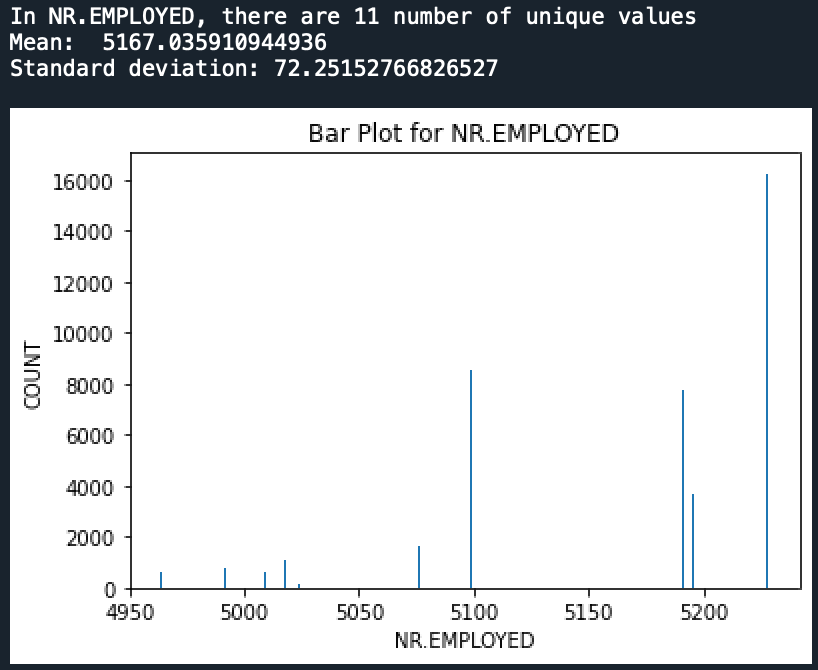 In NR.EMPLOYED, there are 11 number of unique values
Mean:  5167.035910944936
Standard deviation: 72.25152766826527
Bar Plot for NR.EMPLOYED
16000
14000
12000
10000
8000
6000
4000
2000
0
COUNT
4950 5000 5050 5100 5150 5200
NR.EMPLOYED